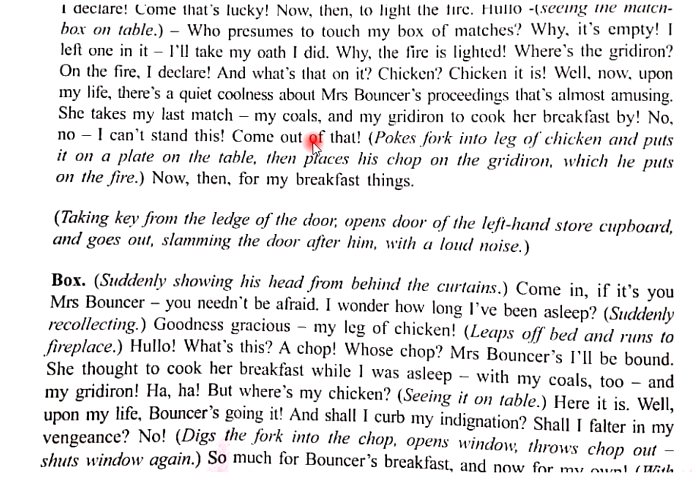 I declare! Come that's lucky! Now, then, to light the fire. Hullo -(seeing the match-
box on table.) – Who presumes to touch my box of matches? Why, it's empty! I
left one in it – I'll take my oath I did. Why, the fire is lighted! Where's the gridiron?
On the fire, I declare! And what's that on it? Chicken? Chicken it is! Well, now, upon
my life, there's a quiet coolness about Mrs Bouncer's proceedings that's almost amusing.
She takes my last match – my coals, and my gridiron to cook her breakfast by! No,
no – I can't stand this! Come out of that! (Pokes fork into leg of chicken and puts
it on a plate on the table, then places his chop on the gridiron, which he puts
on the fire.) Now, then, for my breakfast things.
(Taking key from the ledge of the door, opens door of the left-hand store cupboard,
and goes out, slamming the door after him, with a loud noise.)
Box. (Suddenly showing his head from behind the curtains.) Come in, if it's you
Mrs Bouncer – you needn't be afraid. I wonder how long I've been asleep? (Suddenly
recollecting.) Goodness gracious – my leg of chicken! (Leaps off bed and runs to
fireplace.) Hullo! What's this? A chop! Whose chop? Mrs Bouncer's I'll be bound.
She thought to cook her breakfast while I was asleep – with my coals, too – and
my gridiron! Ha, ha! But where's my chicken? (Seeing it on table.) Here it is. Well,
upon my life, Bouncer's going it! And shall I curb my indignation? Shall I falter in my
vengeance? No! (Digs the fork into the chop, opens window, throws chop out –
shuts window again.) So much for Bouncer's breakfast, and now for my own! (With